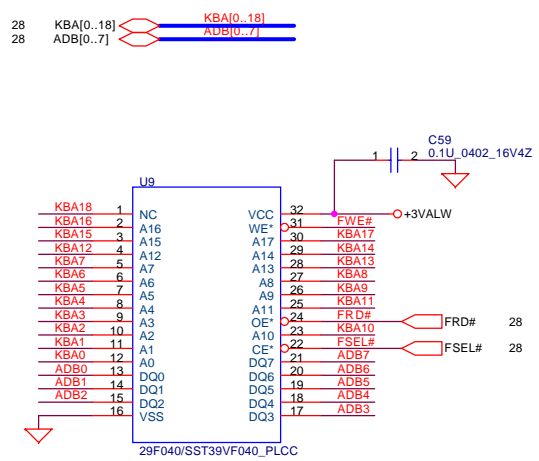 28 KBA[0..18] KBA[0..18]
28 ADB[0..7] ADB[0..7]
C59
1 2 0.1U_0402_16V4Z
U9
KBA18 1 NC VCC 32 +3VALW
KBA16 2 A16 WE* 31 FWE#
KBA15 3 A15 A17 30 KBA17
KBA12 4 A12 A14 29 KBA14
KBA7 5 A7 A13 28 KBA13
KBA6 6 A6 A8 27 KBA8
KBA5 7 A5 A9 26 KBA9
KBA4 8 A4 A11 25 KBA11
KBA3 9 A3 OE* 24 FRD# FRD# 28
KBA2 10 A2 A10 23 KBA10
KBA1 11 A1 CE* 22 FSEL# FSEL# 28
KBA0 12 A0 DQ7 21 ADB7
ADB0 13 DQ0 DQ6 20 ADB6
ADB1 14 DQ1 DQ5 19 ADB5
ADB2 15 DQ2 DQ4 18 ADB4
16 VSS DQ3 17 ADB3
29F040/SST39VF040_PLCC